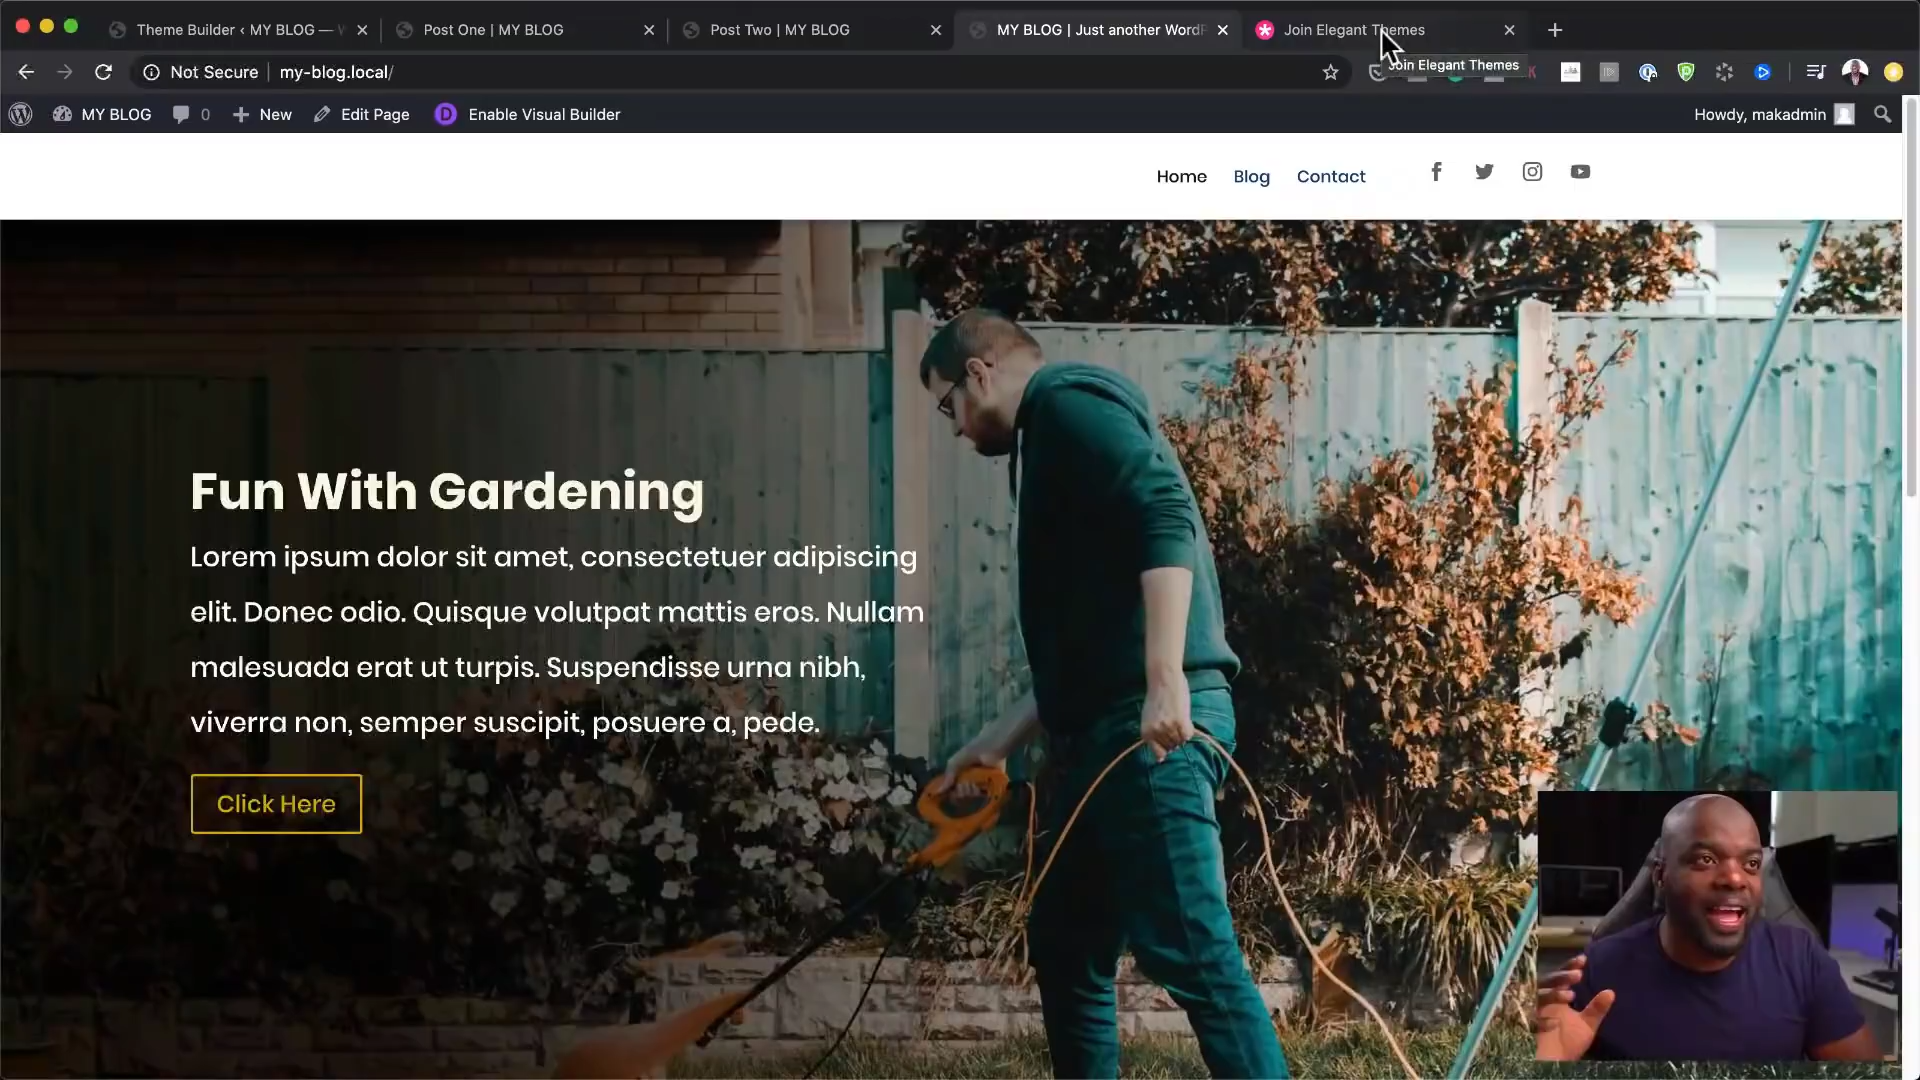 Theme Builder ‹ MY BLOG —
Post One | MY BLOG
Post Two | MY BLOG
MY BLOG | Just another WordP
Join Elegant Themes
Not Secure
my-blog.local/
Join Elegant Themes
MY BLOG
0
New
Edit Page
D
Enable Visual Builder
Howdy, makadmin
Home
Blog
Contact
Fun With Gardening
Lorem ipsum dolor sit amet, consectetuer adipiscing
elit. Donec odio. Quisque volutpat mattis eros. Nullam
malesuada erat ut turpis. Suspendisse urna nibh,
viverra non, semper suscipit, posuere a, pede.
Click Here